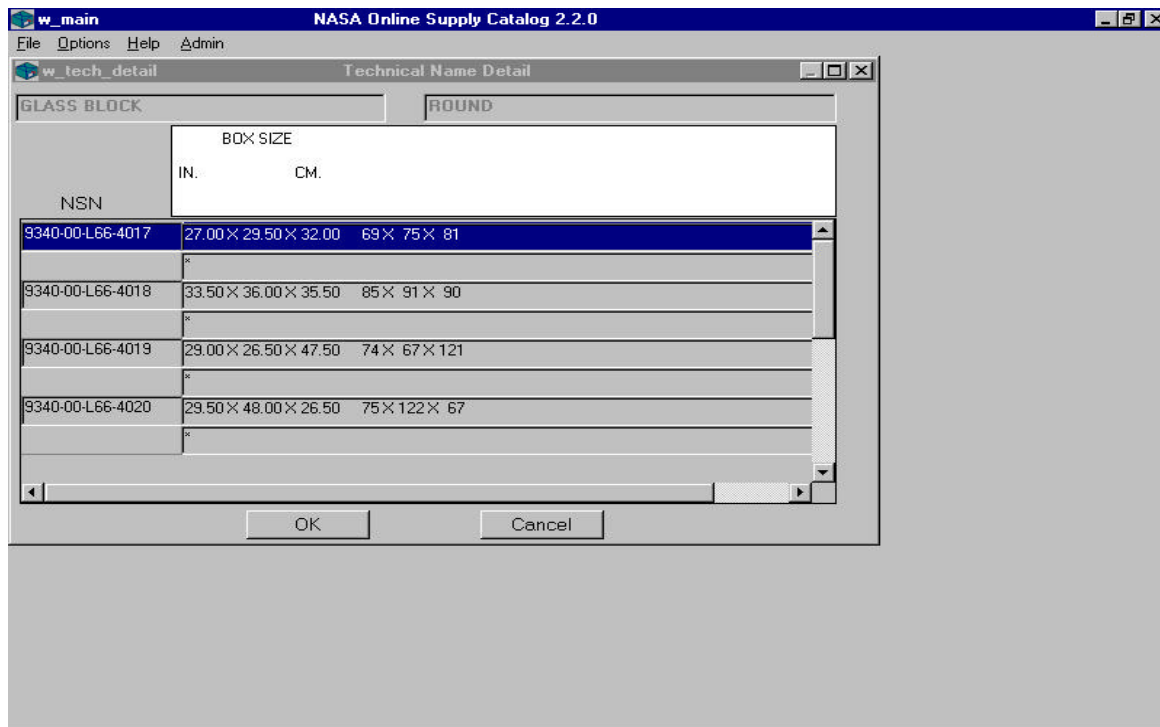 w_main NASA Online Supply Catalog 2.2.0
File Options Help Admin
w_tech_detail Technical Name Detail
GLASS BLOCK ROUND
BOX SIZE
IN. CM.
NSN
9340-00-L66-4017 27.00 X 29.50 X 32.00 69 X 75 X 81
*
9340-00-L66-4018 33.50 X 36.00 X 35.50 85 X 91 X 90
*
9340-00-L66-4019 29.00 X 26.50 X 47.50 74 X 67 X 121
*
9340-00-L66-4020 29.50 X 48.00 X 26.50 75 X 122 X 67
*
OK Cancel